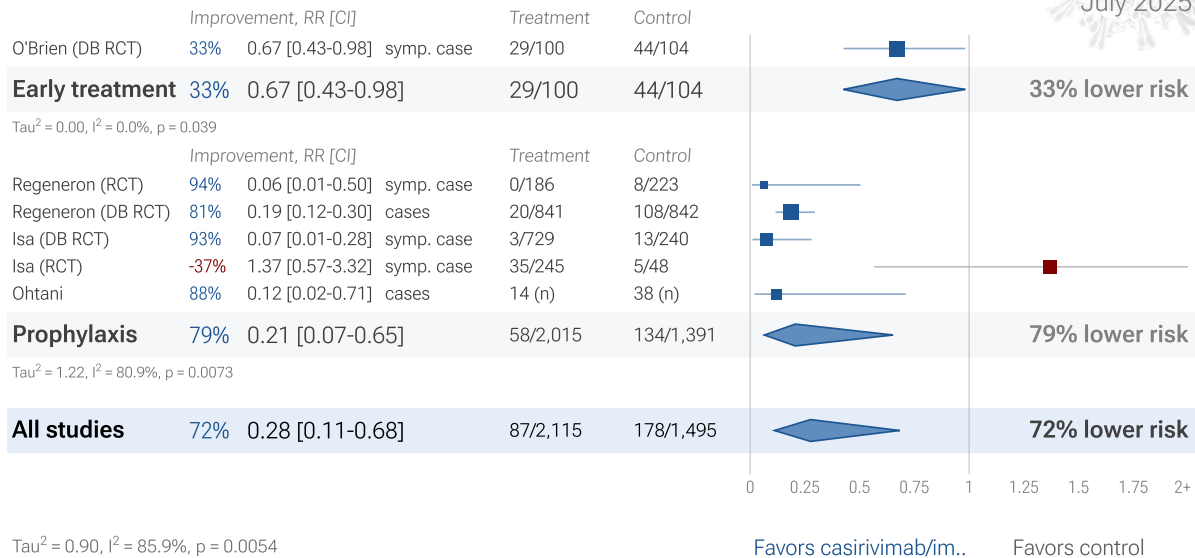 July 2025
Improvement, RR [CI] Treatment Control
O'Brien (DB RCT) 33% 0.67 [0.43-0.98] symp. case 29/100 44/104
Early treatment 33% 0.67 [0.43-0.98] 29/100 44/104 33% lower risk
Tau² = 0.00, I² = 0.0%, p = 0.039
Improvement, RR [CI] Treatment Control
Regeneron (RCT) 94% 0.06 [0.01-0.50] symp. case 0/186 8/223
Regeneron (DB RCT) 81% 0.19 [0.12-0.30] cases 20/841 108/842
Isa (DB RCT) 93% 0.07 [0.01-0.28] symp. case 3/729 13/240
Isa (RCT) -37% 1.37 [0.57-3.32] symp. case 35/245 5/48
Ohtani 88% 0.12 [0.02-0.71] cases 14 (n) 38 (n)
Prophylaxis 79% 0.21 [0.07-0.65] 58/2,015 134/1,391 79% lower risk
Tau² = 1.22, I² = 80.9%, p = 0.0073
All studies 72% 0.28 [0.11-0.68] 87/2,115 178/1,495 72% lower risk
0 0.25 0.5 0.75 1 1.25 1.5 1.75 2+
Tau² = 0.90, I² = 85.9%, p = 0.0054 Favors casirivimab/im.. Favors control